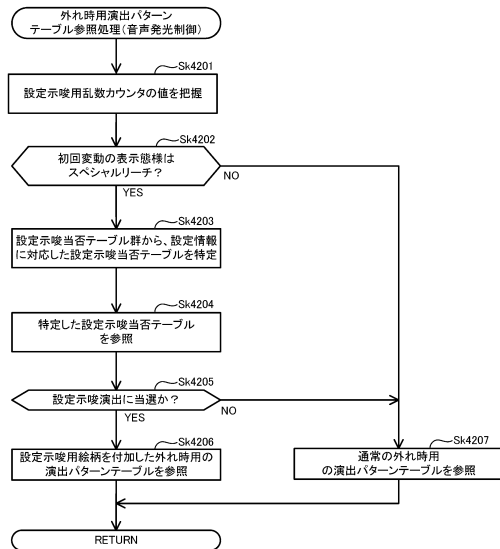 外れ時用演出パターン
テーブル参照処理(音声発光制御)
Sk4201
設定示唆用乱数カウンタの値を把握
Sk4202
初回変動の表示態様は
スペシャルリーチ?
NO
YES
Sk4203
設定示唆当否テーブル群から、設定情報
に対応した設定示唆当否テーブルを特定
Sk4204
特定した設定示唆当否テーブル
を参照
Sk4205
設定示唆演出に当選か?
NO
YES
Sk4206
設定示唆用絵柄を付加した外れ時用の
演出パターンテーブルを参照
Sk4207
通常の外れ時用
の演出パターンテーブルを参照
RETURN